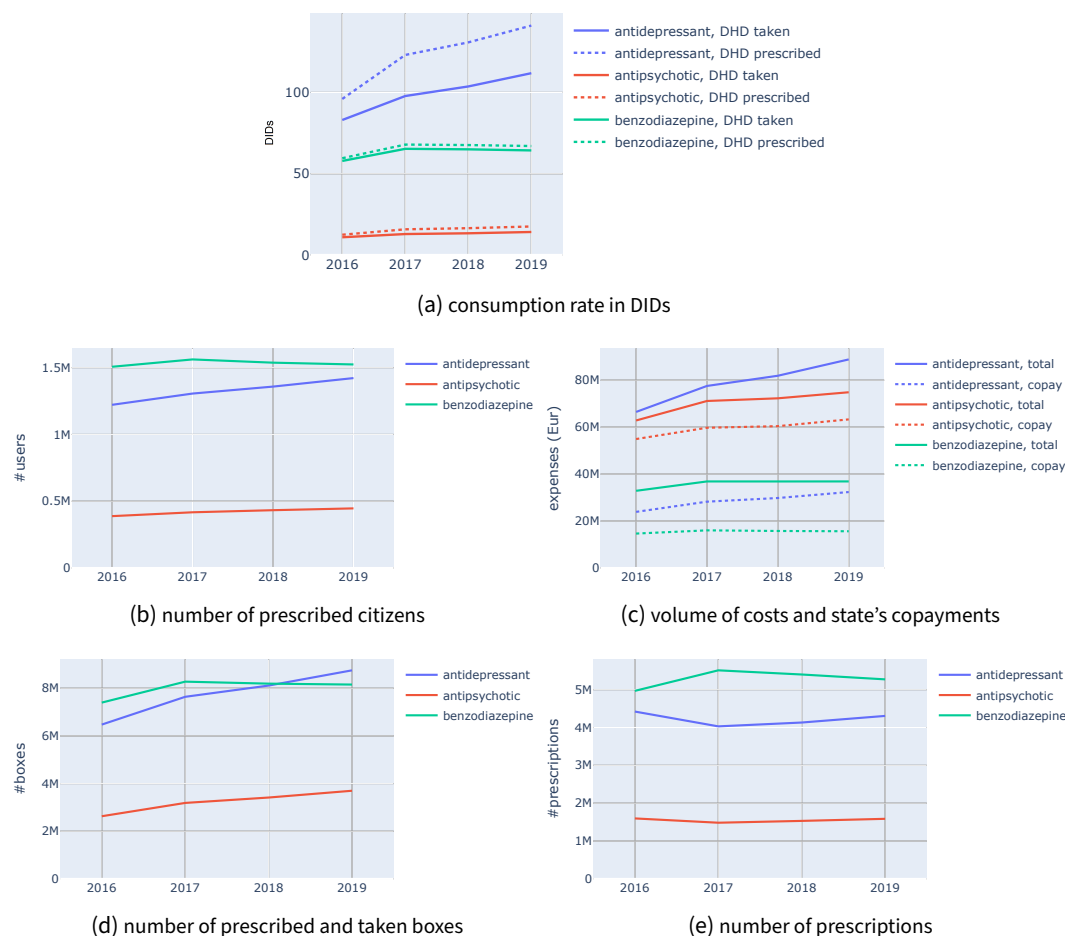 antidepressant, DHD taken
antidepressant, DHD prescribed
antipsychotic, DHD taken
antipsychotic, DHD prescribed
benzodiazepine, DHD taken
benzodiazepine, DHD prescribed
DIDs
100
50
0
2016 2017 2018 2019
(a) consumption rate in DIDs
#users
1.5M
1M
0.5M
0
2016 2017 2018 2019
antidepressant
antipsychotic
benzodiazepine
(b) number of prescribed citizens
expenses (Eur)
80M
60M
40M
20M
0
2016 2017 2018 2019
antidepressant, total
antidepressant, copay
antipsychotic, total
antipsychotic, copay
benzodiazepine, total
benzodiazepine, copay
(c) volume of costs and state's copayments
#boxes
8M
6M
4M
2M
0
2016 2017 2018 2019
antidepressant
antipsychotic
benzodiazepine
(d) number of prescribed and taken boxes
#prescriptions
5M
4M
3M
2M
1M
0
2016 2017 2018 2019
antidepressant
antipsychotic
benzodiazepine
(e) number of prescriptions